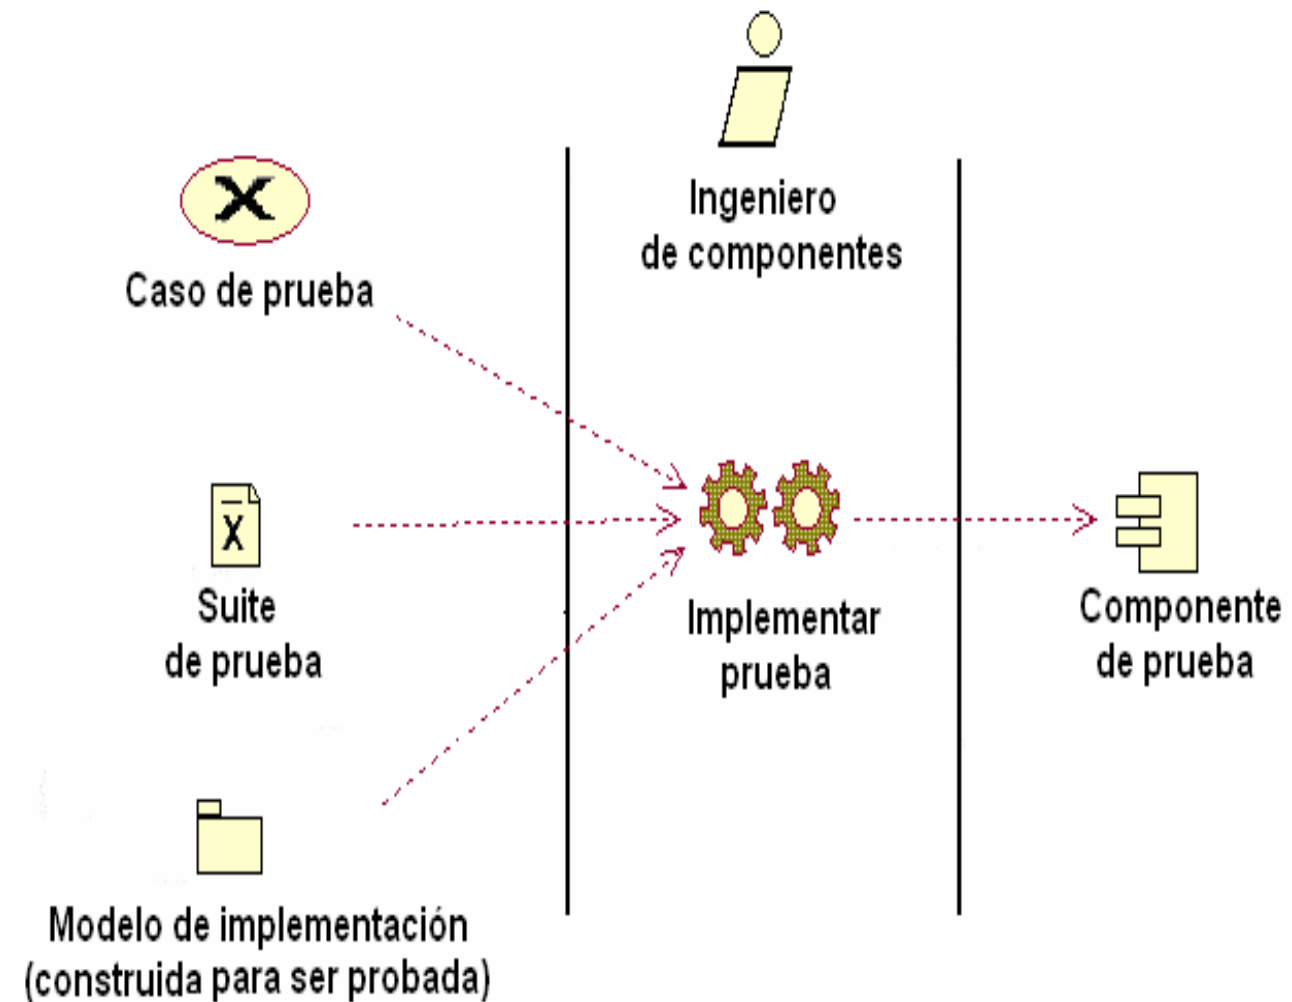 Ingeniero
de componentes
Caso de prueba
Suite
de prueba
Implementar
prueba
Componente
de prueba
Modelo de implementación
(construida para ser probada)